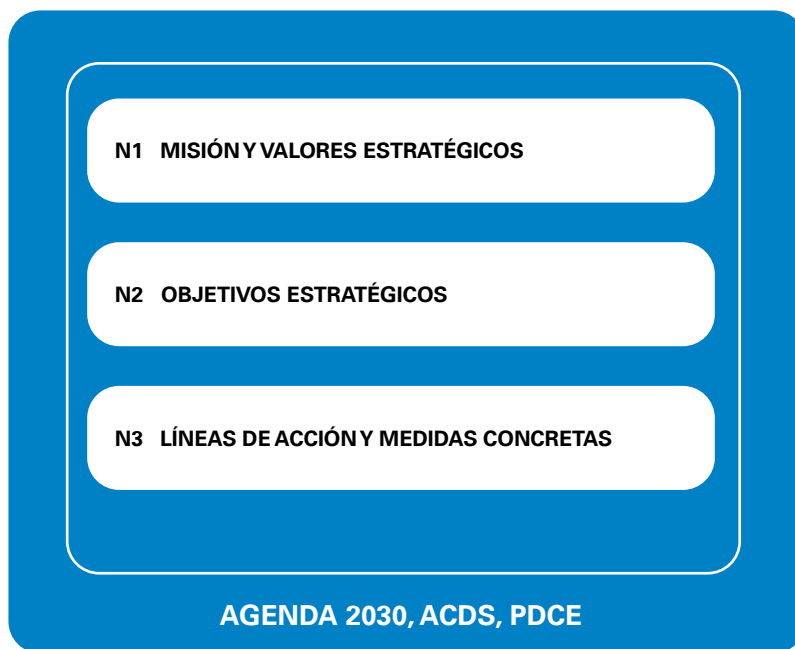 N1 MISIÓN Y VALORES ESTRATÉGICOS
N2 OBJETIVOS ESTRATÉGICOS
N3 LÍNEAS DE ACCIÓN Y MEDIDAS CONCRETAS
AGENDA 2030, ACDS, PDCE